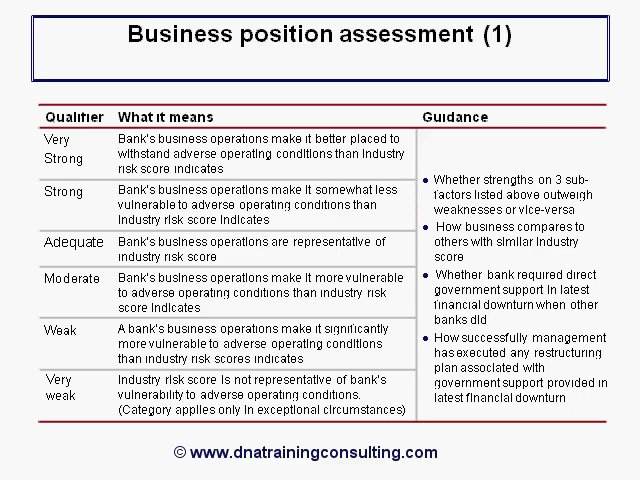 Business position assessment (1)
Qualifier What it means Guidance
Very
Strong
Bank's business operations make it better placed to
withstand adverse operating conditions than industry
risk score indicates
Strong
Bank's business operations make it somewhat less
vulnerable to adverse operating conditions than
industry risk score indicates
Adequate
Bank's business operations are representative of
industry risk score
Moderate
Bank's business operations make it more vulnerable
to adverse operating conditions than industry risk
score indicates
Weak
A bank's business operations make it significantly
more vulnerable to adverse operating conditions
than industry risk scores indicates
Very
weak
Industry risk score is not representative of bank's
vulnerability to adverse operating conditions.
(Category applies only in exceptional circumstances)
● Whether strengths on 3 sub-
factors listed above outweigh
weaknesses or vice-versa
● How business compares to
others with similar industry
score
● Whether bank required direct
government support in latest
financial downturn when other
banks did
● How successfully management
has executed any restructuring
plan associated with
government support provided in
latest financial downturn
© www.dnatrainingconsulting.com